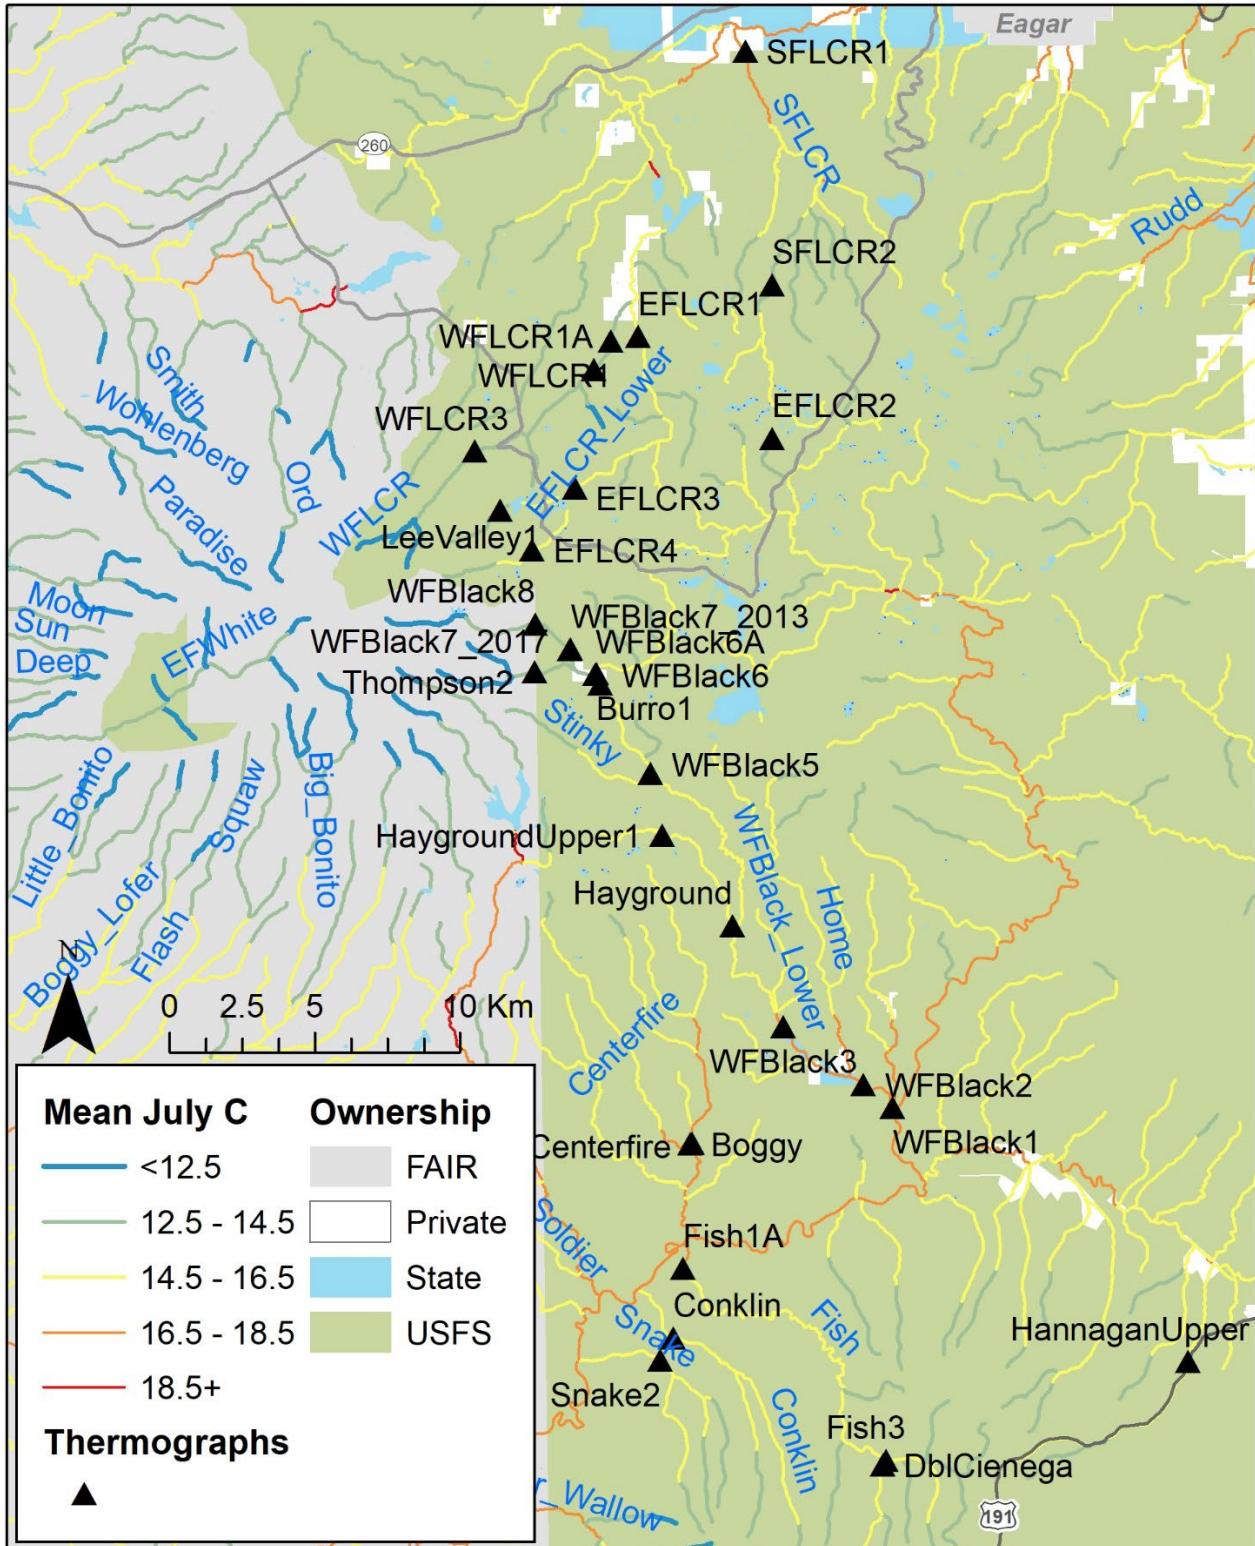 Eagar
SFLCR1
260
SFLCR
Rudd
SFLCR2
EFLCR1
WFLCR1A
WFLCR1
Smith
Wohlenberg
EFLCR_Lower
EFLCR2
WFLCR3
Ord
WFLCR
Paradise
EFLCR3
LeeValley1
EFLCR4
WFBlack8
Moon
Sun
Deep
EFWhite
WFBlack7_2013
WFBlack7_2017
WFBlack6A
Thompson2
WFBlack6
Burro1
Stinky
WFBlack5
Little_Bonito
Squaw
Big_Bonito
HaygroundUpper1
WFBlack_Lower
Boggy_Lofer
Flash
Hayground
Home
N
0 2.5 5 10 Km
Centerfire
WFBlack3
WFBlack2
WFBlack1
Centerfire
Boggy
Soldier
Fish1A
Conklin
Snake
Fish
HannaganUpper
Snake2
Conklin
Fish3
DblCienega
r_Wallow
191
Mean July C
<12.5
12.5 - 14.5
14.5 - 16.5
16.5 - 18.5
18.5+
Thermographs
Ownership
FAIR
Private
State
USFS